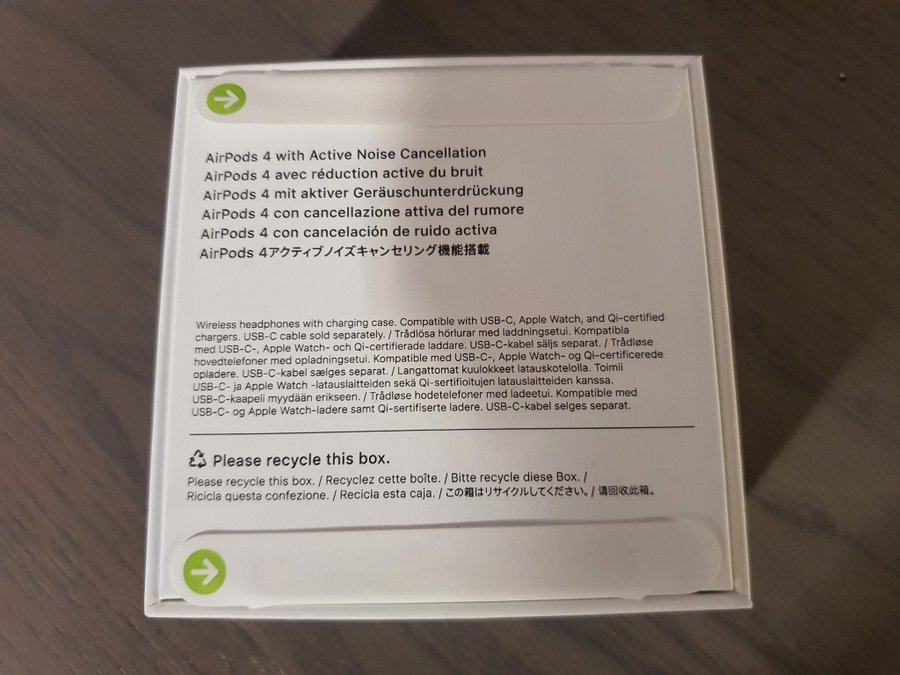 AirPods 4 with Active Noise Cancellation
AirPods 4 avec réduction active du bruit
AirPods 4 mit aktiver Geräuschunterdrückung
AirPods 4 con cancellazione attiva del rumore
AirPods 4 con cancelación de ruido activa
AirPods 4アクティブノイズキャンセリング機能搭載
Wireless headphones with charging case. Compatible with USB-C, Apple Watch, and Qi-certified
chargers. USB-C cable sold separately. / Trådlösa hörlurar med laddningsetui. Kompatibla
med USB-C-, Apple Watch- och Qi-certifierade laddare. USB-C-kabel säljs separat. / Trådløse
hovedtelefoner med opladningsetui. Kompatible med USB-C-, Apple Watch- og Qi-certificerede
opladere. USB-C-kabel sælges separat. / Langattomat kuulokkeet latauskotelolla. Toimii
USB-C- ja Apple Watch -latauslaitteiden sekä Qi-sertifioitujen latauslaitteiden kanssa.
USB-C-kaapeli myydään erikseen. / Trådløse hodetelefoner med ladeetui. Kompatible med
USB-C- og Apple Watch-ladere samt Qi-sertifiserte ladere. USB-C-kabel selges separat.
Please recycle this box.
Please recycle this box. / Recyclez cette boîte. / Bitte recycle diese Box. /
Ricicla questa confezione. / Recicla esta caja. / この箱はリサイクルしてください。/ 请回收此箱。